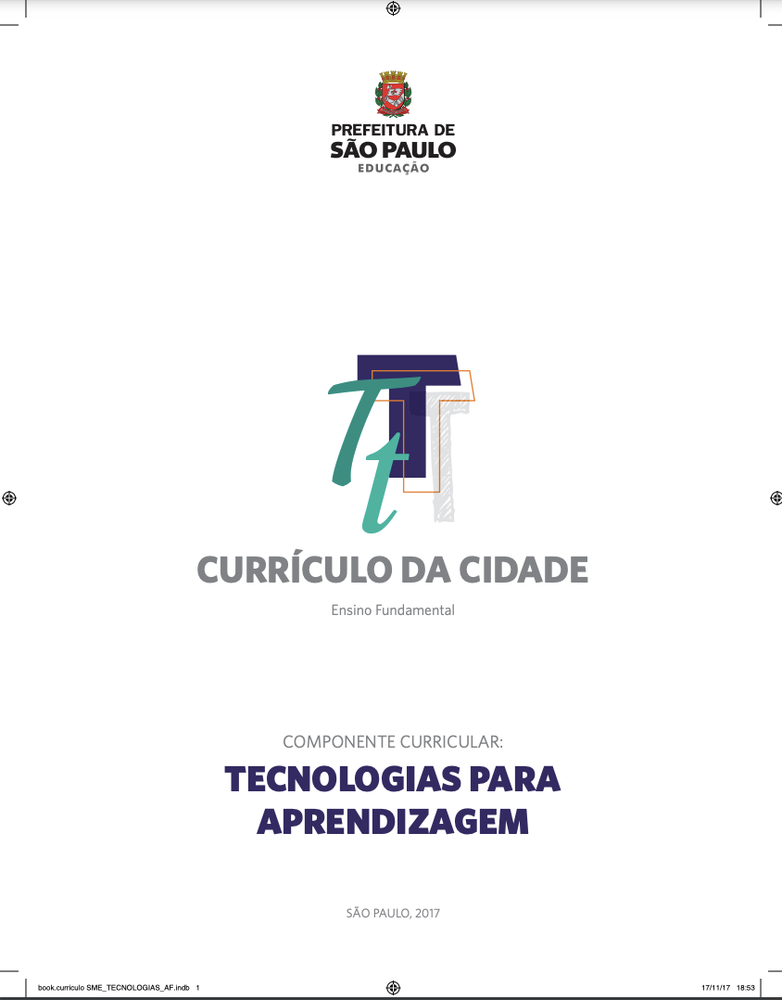 PREFEITURA DE
SÃO PAULO
EDUCAÇÃO
T t T T T
CURRÍCULO DA CIDADE
Ensino Fundamental
COMPONENTE CURRICULAR:
TECNOLOGIAS PARA
APRENDIZAGEM
SÃO PAULO, 2017
book.curriculo SME_TECNOLOGIAS_AF.indb 1 17/11/17 18:53